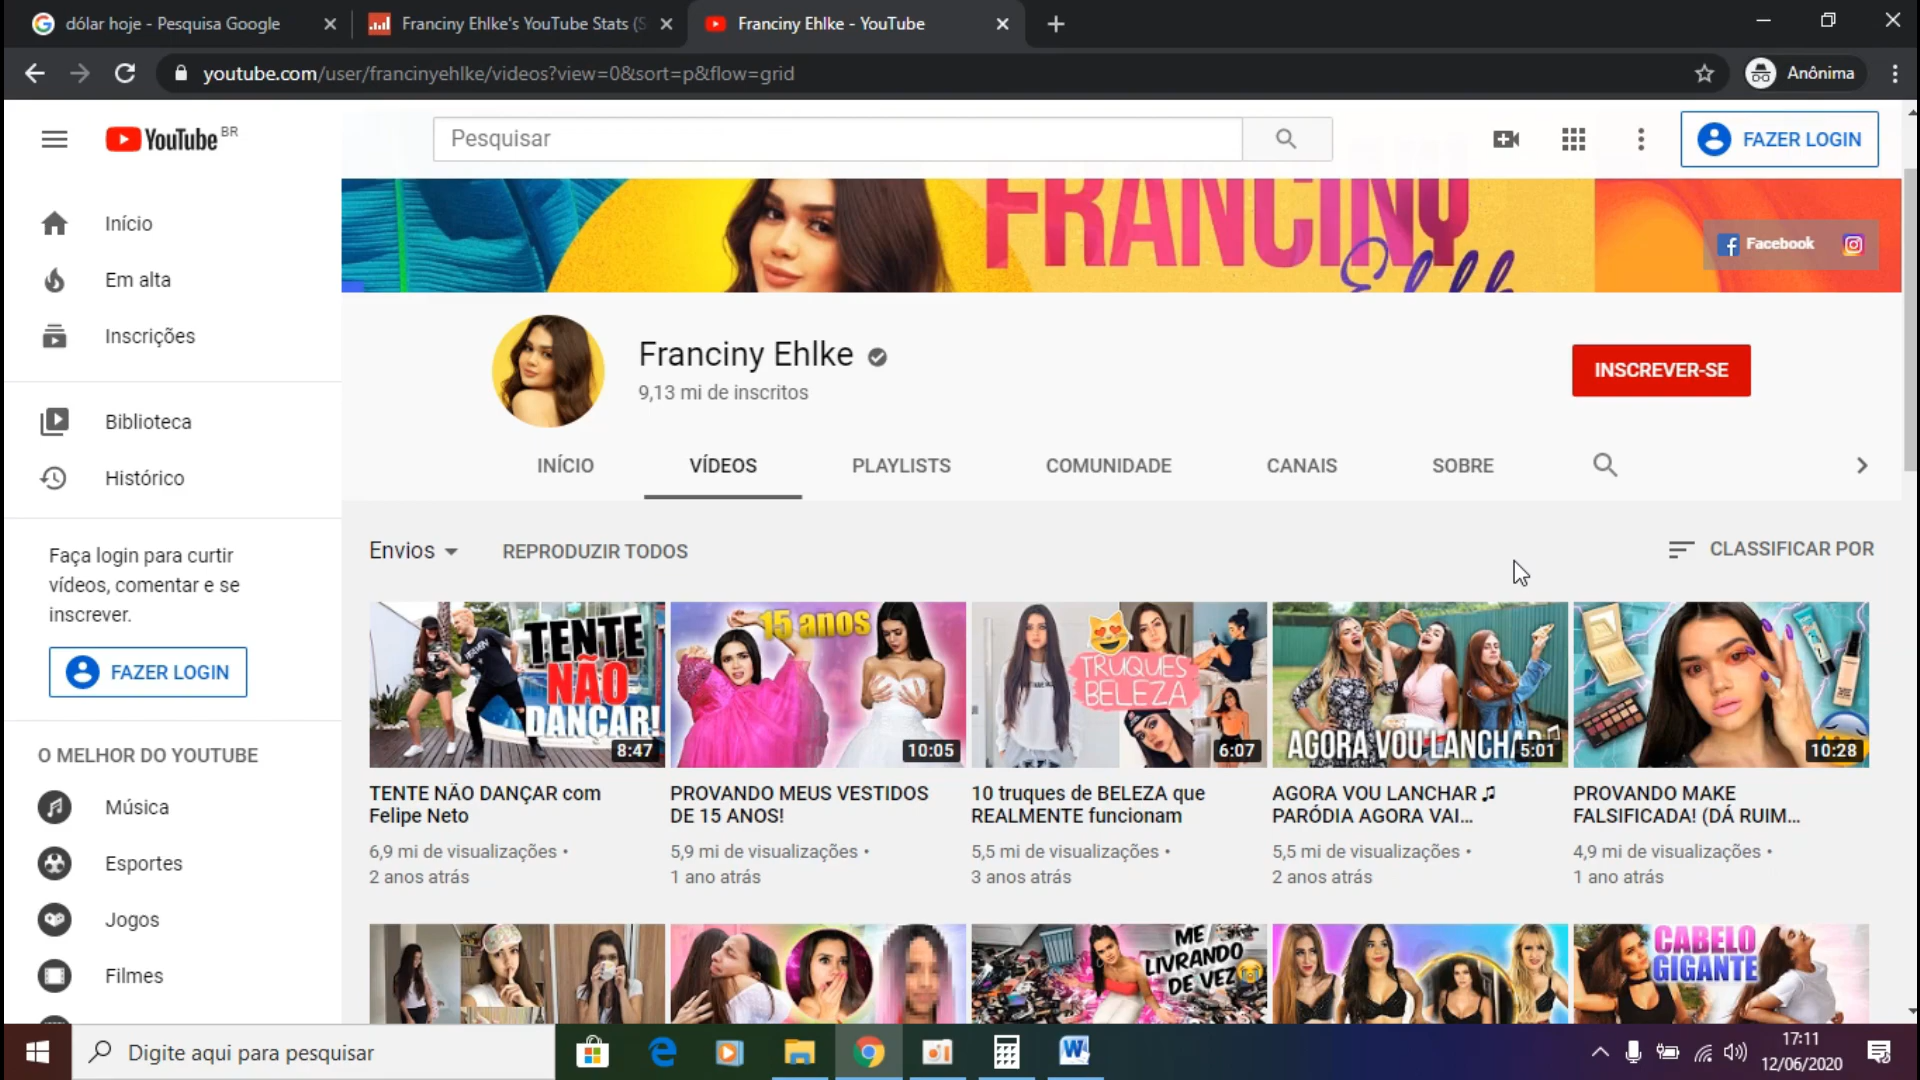 dólar hoje - Pesquisa Google
Franciny Ehlke's YouTube Stats (S
Franciny Ehlke - YouTube
youtube.com/user/francinyehlke/videos?view=0&sort=p&flow=grid
Anônima
YouTube BR
Pesquisar
FAZER LOGIN
FRANCINY
Facebook
Início
Em alta
Inscrições
Biblioteca
Histórico
Faça login para curtir
vídeos, comentar e se
inscrever.
FAZER LOGIN
O MELHOR DO YOUTUBE
Música
Esportes
Jogos
Filmes
Franciny Ehlke
9,13 mi de inscritos
INSCREVER-SE
INÍCIO
VÍDEOS
PLAYLISTS
COMUNIDADE
CANAIS
SOBRE
Envios
REPRODUZIR TODOS
CLASSIFICAR POR
TENTE
NÃO
DANÇAR!
8:47
TENTE NÃO DANÇAR com
Felipe Neto
6,9 mi de visualizações •
2 anos atrás
15 anos
10:05
PROVANDO MEUS VESTIDOS
DE 15 ANOS!
5,9 mi de visualizações •
1 ano atrás
TRUQUES
BELEZA
6:07
10 truques de BELEZA que
REALMENTE funcionam
5,5 mi de visualizações •
3 anos atrás
AGORA VOU LANCHAR
5:01
AGORA VOU LANCHAR ♫
PARÓDIA AGORA VAI...
5,5 mi de visualizações •
2 anos atrás
10:28
PROVANDO MAKE
FALSIFICADA! (DÁ RUIM...
4,9 mi de visualizações •
1 ano atrás
ME
LIVRANDO
DE VEZ
CABELO
GIGANTE
Digite aqui para pesquisar
17:11
12/06/2020